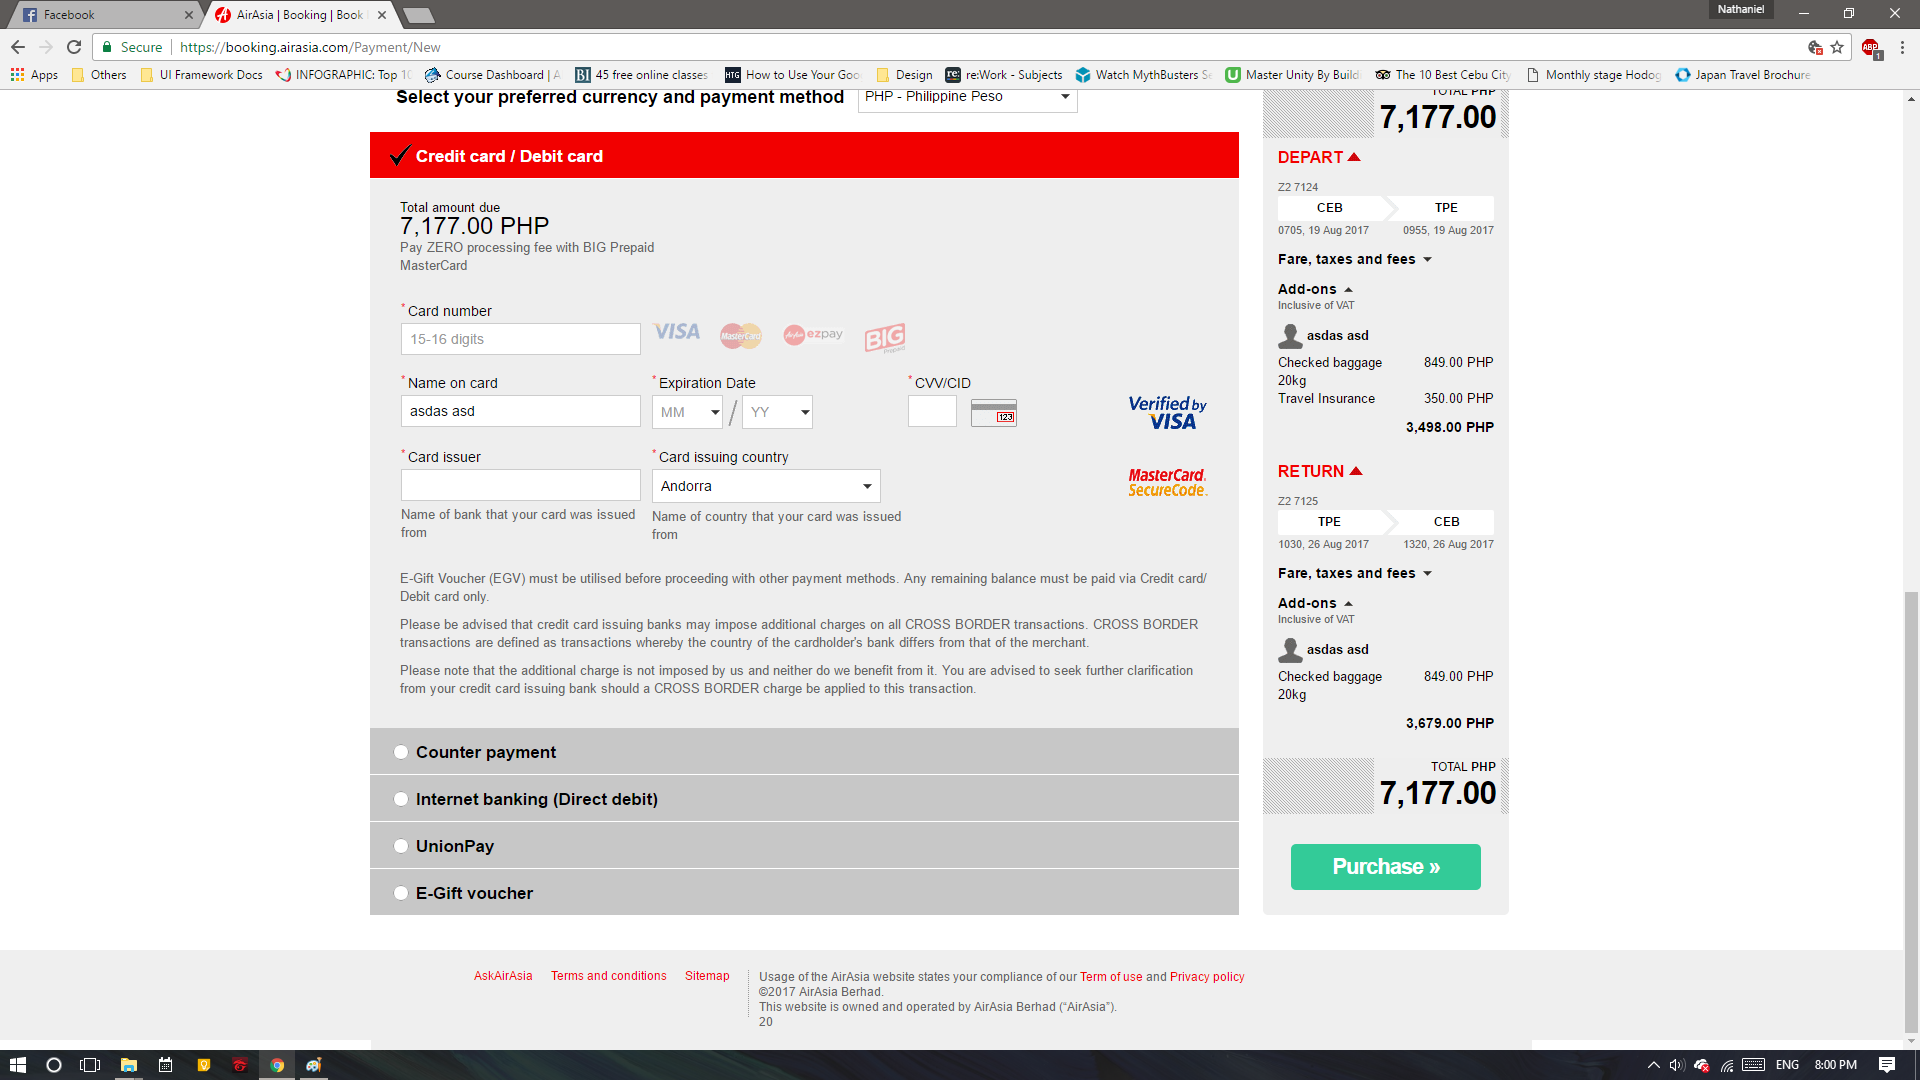 Facebook
AirAsia | Booking | Book
Nathaniel
Secure
https://booking.airasia.com/Payment/New
ABP
1
Apps
Others
UI Framework Docs
INFOGRAPHIC: Top 10
Course Dashboard | A
BI
45 free online classes
HTG
How to Use Your Goo
Design
re:
re:Work - Subjects
Watch MythBusters Se
Master Unity By Build
The 10 Best Cebu City
Monthly stage Hodog
Japan Travel Brochure
Select your preferred currency and payment method
PHP - Philippine Peso
Credit card / Debit card
Total amount due
7,177.00 PHP
Pay ZERO processing fee with BIG Prepaid
MasterCard
* Card number
15-16 digits
VISA
MasterCard
AirAsia ezpay
BIG
Prepaid
* Name on card
* Expiration Date
* CVV/CID
asdas asd
MM
/
YY
123
Verified by
VISA
* Card issuer
* Card issuing country
Andorra
MasterCard.
SecureCode.
Name of bank that your card was issued
from
Name of country that your card was issued
from
E-Gift Voucher (EGV) must be utilised before proceeding with other payment methods. Any remaining balance must be paid via Credit card/
Debit card only.
Please be advised that credit card issuing banks may impose additional charges on all CROSS BORDER transactions. CROSS BORDER
transactions are defined as transactions whereby the country of the cardholder's bank differs from that of the merchant.
Please note that the additional charge is not imposed by us and neither do we benefit from it. You are advised to seek further clarification
from your credit card issuing bank should a CROSS BORDER charge be applied to this transaction.
Counter payment
Internet banking (Direct debit)
UnionPay
E-Gift voucher
TOTAL PHP
7,177.00
DEPART
Z2 7124
CEB
TPE
0705, 19 Aug 2017
0955, 19 Aug 2017
Fare, taxes and fees
Add-ons
Inclusive of VAT
asdas asd
Checked baggage 849.00 PHP
20kg
Travel Insurance 350.00 PHP
3,498.00 PHP
RETURN
Z2 7125
TPE
CEB
1030, 26 Aug 2017
1320, 26 Aug 2017
Fare, taxes and fees
Add-ons
Inclusive of VAT
asdas asd
Checked baggage 849.00 PHP
20kg
3,679.00 PHP
TOTAL PHP
7,177.00
Purchase »
AskAirAsia
Terms and conditions
Sitemap
Usage of the AirAsia website states your compliance of our Term of use and Privacy policy
©2017 AirAsia Berhad.
This website is owned and operated by AirAsia Berhad (“AirAsia”).
20
ENG
8:00 PM